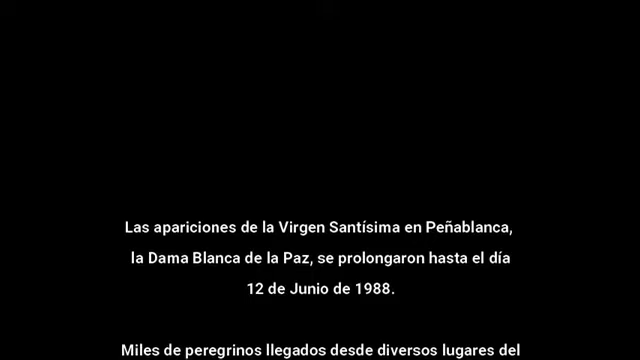 Las apariciones de la Virgen Santísima en Peñablanca,
la Dama Blanca de la Paz, se prolongaron hasta el día
12 de Junio de 1988.
Miles de peregrinos llegados desde diversos lugares del